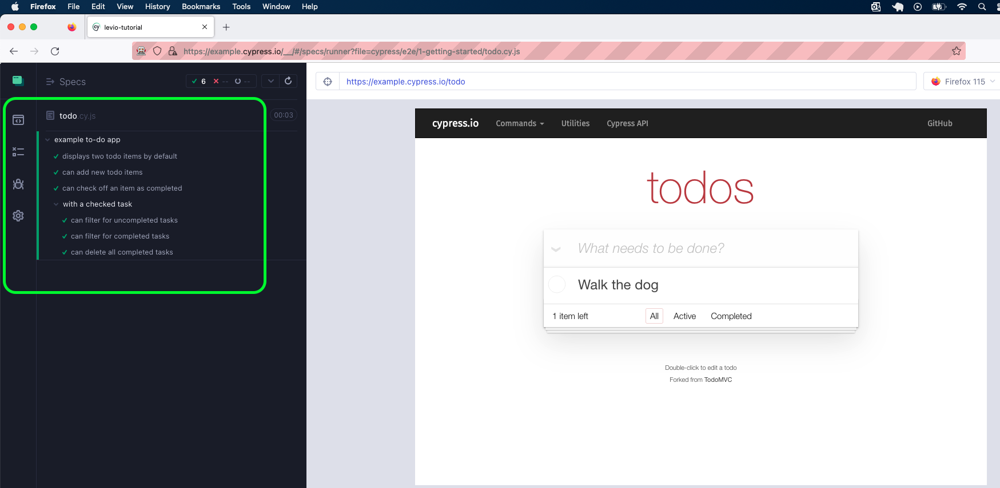 Firefox File Edit View History Bookmarks Tools Window Help
cy levio-tutorial
https://example.cypress.io/__/#/specs/runner?file=cypress/e2e/1-getting-started/todo.cy.js
Specs
6 -- --
https://example.cypress.io/todo
Firefox 115
todo.cy.js
00:03
example to-do app
displays two todo items by default
can add new todo items
can check off an item as completed
with a checked task
can filter for uncompleted tasks
can filter for completed tasks
can delete all completed tasks
cypress.io Commands Utilities Cypress API GitHub
todos
What needs to be done?
Walk the dog
1 item left All Active Completed
Double-click to edit a todo
Forked from TodoMVC